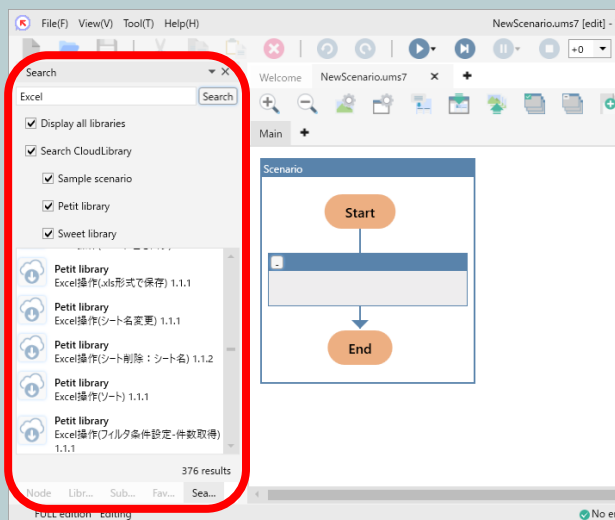 File(F) View(V) Tool(T) Help(H)
NewScenario.ums7 [edit] -
+0
Search
Excel
Search
Display all libraries
Search CloudLibrary
Sample scenario
Petit library
Sweet library
Petit library
Excel操作(.xls形式で保存) 1.1.1
Petit library
Excel操作(シート名変更) 1.1.1
Petit library
Excel操作(シート削除：シート名) 1.1.2
Petit library
Excel操作(ソート) 1.1.1
Petit library
Excel操作(フィルタ条件設定-件数取得)
1.1.1
376 results
Node Libr... Sub... Fav... Sea...
FULL edition Editing
Welcome NewScenario.ums7
Main
Scenario
Start
-
End
No er